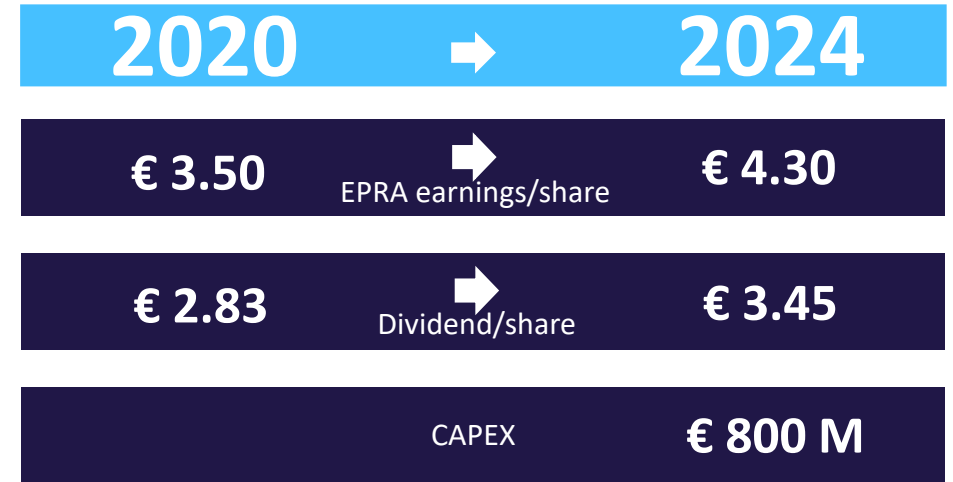 2020 2024
€ 3.50 € 4.30
EPRA earnings/share
€ 2.83 € 3.45
Dividend/share
CAPEX € 800 M